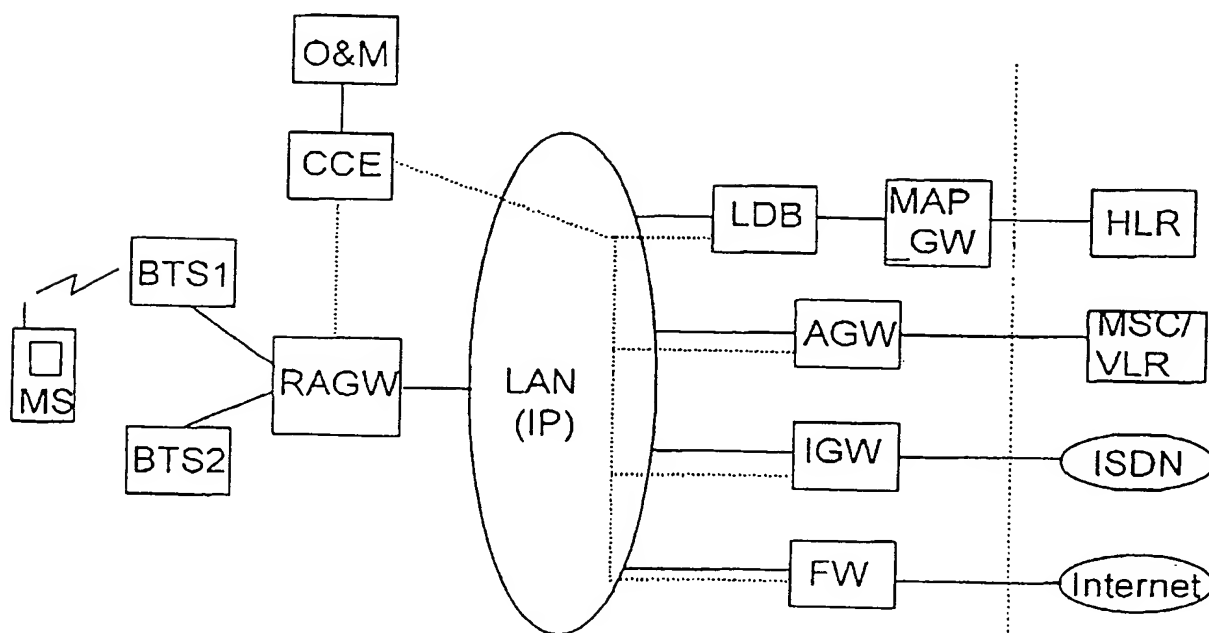 O&M
CCE
LDB
MAP
_GW
HLR
BTS1
AGW
MSC/
VLR
MS
RAGW
LAN
(IP)
BTS2
IGW
ISDN
FW
Internet